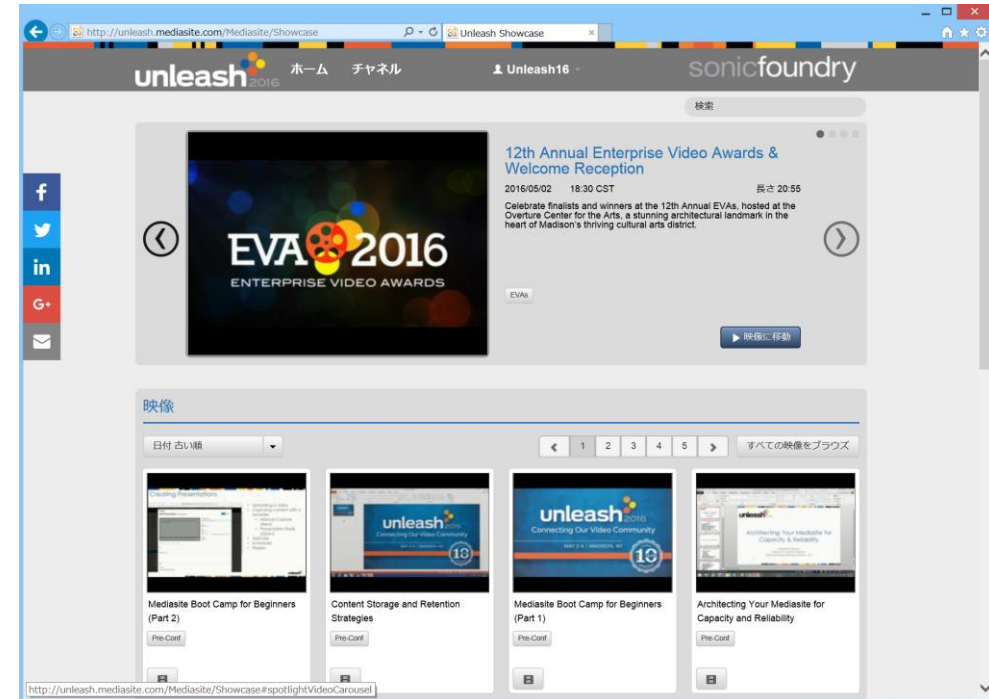 http://unleash.mediasite.com/Mediasite/Showcase
Unleash Showcase
unleash 2016
ホーム
チャネル
Unleash16
sonicfoundry
検索
EVA 2016
ENTERPRISE VIDEO AWARDS
12th Annual Enterprise Video Awards &
Welcome Reception
2016/05/02 18:30 CST
長さ 20:55
Celebrate finalists and winners at the 12th Annual EVAs, hosted at the
Overture Center for the Arts, a stunning architectural landmark in the
heart of Madison's thriving cultural arts district.
EVAs
映像に移動
f
in
G+
映像
日付 古い順
1 2 3 4 5
すべての映像をブラウズ
Creating Presentations
unleash
unleash 2016
Connecting Our Video Community
unleash 2016
Connecting Our Video Community
MAY 2-4 | MADISON, WI
unleash
Architecting Your Mediasite for
Capacity & Reliability
Mediasite Boot Camp for Beginners
(Part 2)
Pre-Conf
Content Storage and Retention
Strategies
Pre-Conf
Mediasite Boot Camp for Beginners
(Part 1)
Pre-Conf
Architecting Your Mediasite for
Capacity and Reliability
Pre-Conf
http://unleash.mediasite.com/Mediasite/Showcase#spotlightVideoCarousel